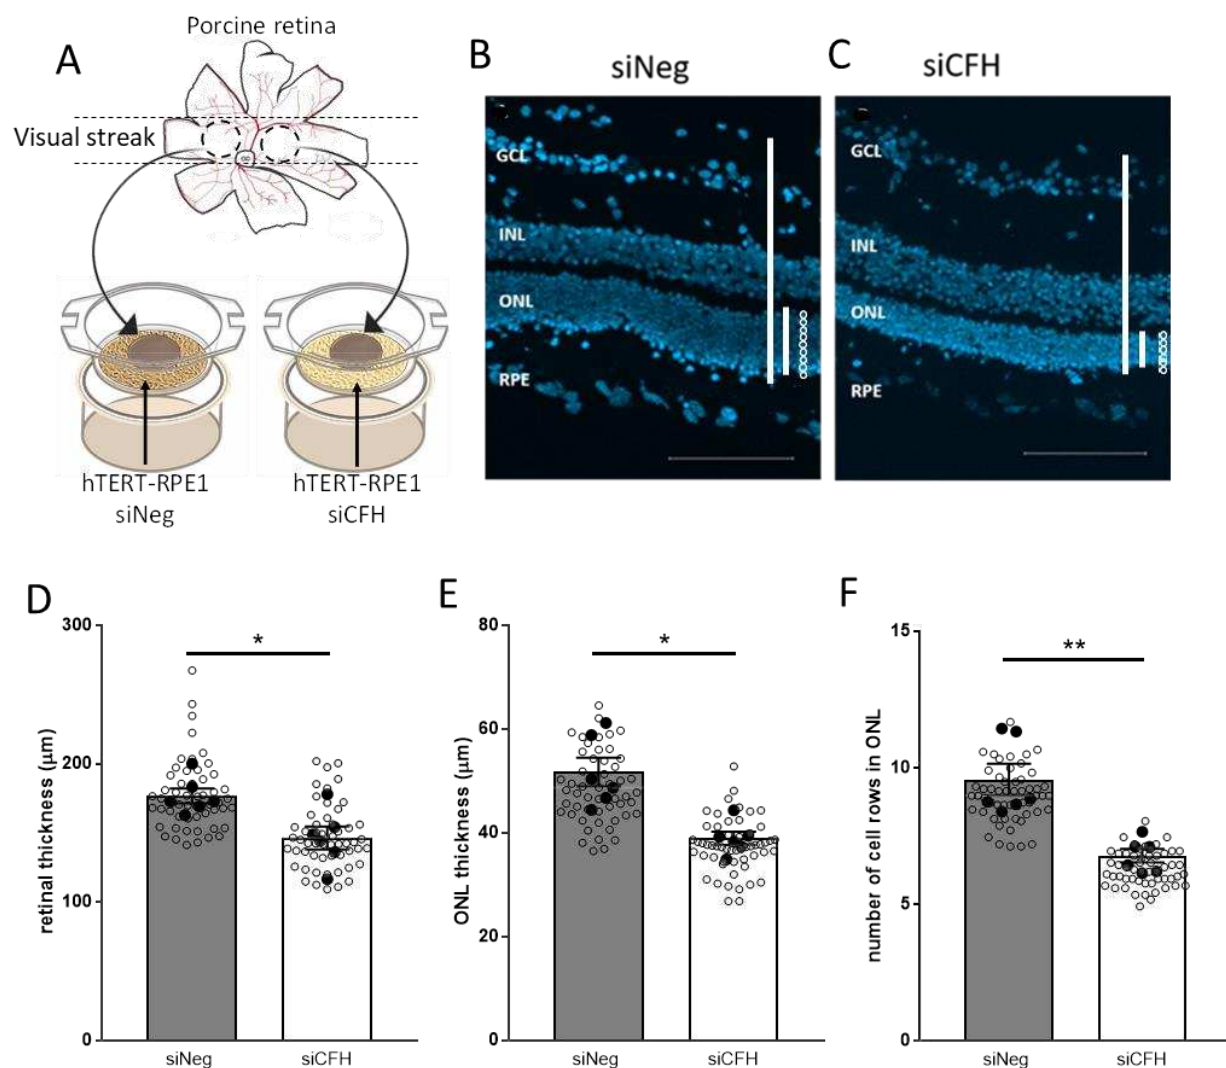 A
Porcine retina
Visual streak
hTERT-RPE1
siNeg
hTERT-RPE1
siCFH
B
siNeg
GCL
INL
ONL
RPE
C
siCFH
GCL
INL
ONL
RPE
D
retinal thickness (μm)
300
200
100
0
*
siNeg
siCFH
E
ONL thickness (μm)
80
60
40
20
0
*
siNeg
siCFH
F
number of cell rows in ONL
15
10
5
0
**
siNeg
siCFH